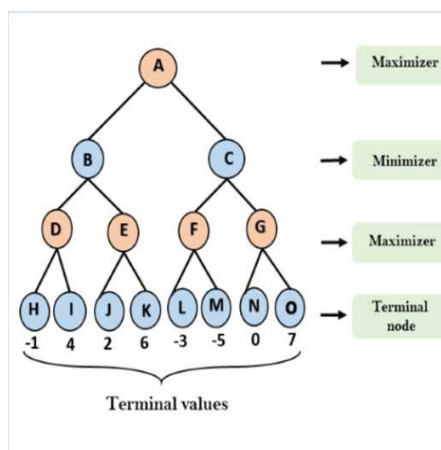 A
Maximizer
B
C
Minimizer
D
E
F
G
Maximizer
H
I
J
K
L
M
N
O
Terminal
node
-1
4
2
6
-3
-5
0
7
Terminal values